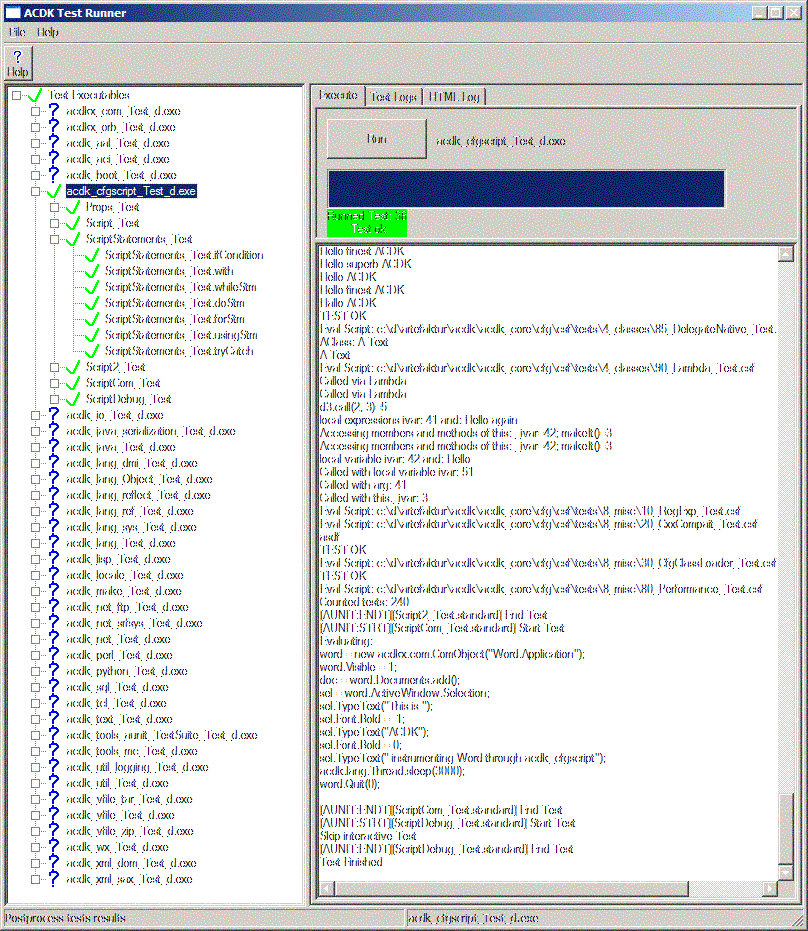 ACDK Test Runner
File Help
?
Help
Test Executables
acdkx_com_Test_d.exe
acdkx_orb_Test_d.exe
acdk_aal_Test_d.exe
acdk_aci_Test_d.exe
acdk_boot_Test_d.exe
acdk_cfgscript_Test_d.exe
Props_Test
Script_Test
ScriptStatements_Test
ScriptStatements_Test.ifCondition
ScriptStatements_Test.with
ScriptStatements_Test.whileStm
ScriptStatements_Test.doStm
ScriptStatements_Test.forStm
ScriptStatements_Test.usingStm
ScriptStatements_Test.tryCatch
Script2_Test
ScriptCom_Test
ScriptDebug_Test
acdk_io_Test_d.exe
acdk_java_serialization_Test_d.exe
acdk_java_Test_d.exe
acdk_lang_dmi_Test_d.exe
acdk_lang_Object_Test_d.exe
acdk_lang_reflect_Test_d.exe
acdk_lang_ref_Test_d.exe
acdk_lang_sys_Test_d.exe
acdk_lang_Test_d.exe
acdk_lisp_Test_d.exe
acdk_locale_Test_d.exe
acdk_make_Test_d.exe
acdk_net_ftp_Test_d.exe
acdk_net_srfsys_Test_d.exe
acdk_net_Test_d.exe
acdk_perl_Test_d.exe
acdk_python_Test_d.exe
acdk_sql_Test_d.exe
acdk_tcl_Test_d.exe
acdk_text_Test_d.exe
acdk_tools_aunit_TestSuite_Test_d.exe
acdk_tools_mc_Test_d.exe
acdk_util_logging_Test_d.exe
acdk_util_Test_d.exe
acdk_vfile_tar_Test_d.exe
acdk_vfile_Test_d.exe
acdk_vfile_zip_Test_d.exe
acdk_wx_Test_d.exe
acdk_xml_dom_Test_d.exe
acdk_xml_sax_Test_d.exe
Execute Test Logs HTML Log
Run acdk_cfgscript_Test_d.exe
Runned Test:
Test ok
Hello finest ACDK
Hello superb ACDK
Hello ACDK
Hello finest ACDK
Hallo ACDK
TEST OK
Eval Script: c:\d\artefaktur\acdk\acdk_core\cfg\csf\tests\4_classes\85_DelegateNative_Test.
AClass: A Text
A Text
Eval Script: c:\d\artefaktur\acdk\acdk_core\cfg\csf\tests\4_classes\90_Lambda_Test.csf
Called via Lambda
Called via Lambda
d3.call(2, 3)=5
local expressions ivar: 41 and: Hello again
Accessing members and methods of this: _ivar=42; makeIt()=3
Accessing members and methods of this: _ivar=42; makeIt()=3
local variable ivar: 42 and: Hello
Called with local variable ivar: 51
Called with arg: 41
Called with this._ivar: 3
Eval Script: c:\d\artefaktur\acdk\acdk_core\cfg\csf\tests\8_misc\10_RegExp_Test.csf
Eval Script: c:\d\artefaktur\acdk\acdk_core\cfg\csf\tests\8_misc\20_CxxCompait_Test.csf
asdf
TEST OK
Eval Script: c:\d\artefaktur\acdk\acdk_core\cfg\csf\tests\8_misc\30_CfgClassLoader_Test.csf
TEST OK
Eval Script: c:\d\artefaktur\acdk\acdk_core\cfg\csf\tests\8_misc\80_Performance_Test.csf
Counted tests: 240
[AUNIT:ENDT][Script2_Test.standard] End Test
[AUNIT:STRT][ScriptCom_Test.standard] Start Test
Evaluating:
word = new acdkx.com.ComObject("Word.Application");
word.Visible = 1;
doc = word.Documents.add();
sel = word.ActiveWindow.Selection;
sel.TypeText("This is ");
sel.Font.Bold = 1;
sel.TypeText("ACDK");
sel.Font.Bold = 0;
sel.TypeText(" instrumenting Word through acdk_cfgscript");
acdk.lang.Thread.sleep(3000);
word.Quit(0);
[AUNIT:ENDT][ScriptCom_Test.standard] End Test
[AUNIT:STRT][ScriptDebug_Test.standard] Start Test
Skip interactive Test
[AUNIT:ENDT][ScriptDebug_Test.standard] End Test
Test Finished
Postprocess tests results acdk_cfgscript_Test_d.exe